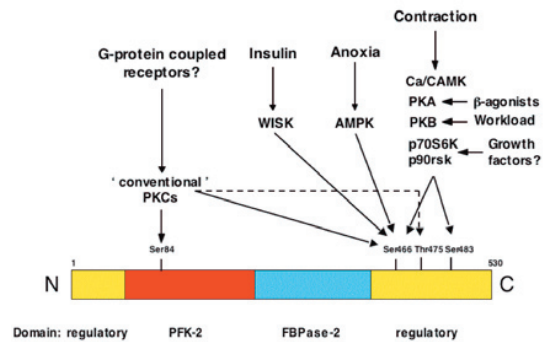 Contraction
G-protein coupled
receptors?
Insulin
Anoxia
Ca/CAMK
PKA
β-agonists
WISK
AMPK
PKB
Workload
p70S6K
p90rsk
Growth
factors?
‘ conventional ’
PKCs
Ser84
Ser466 Thr475 Ser483
1
530
N
C
Domain: regulatory PFK-2 FBPase-2 regulatory